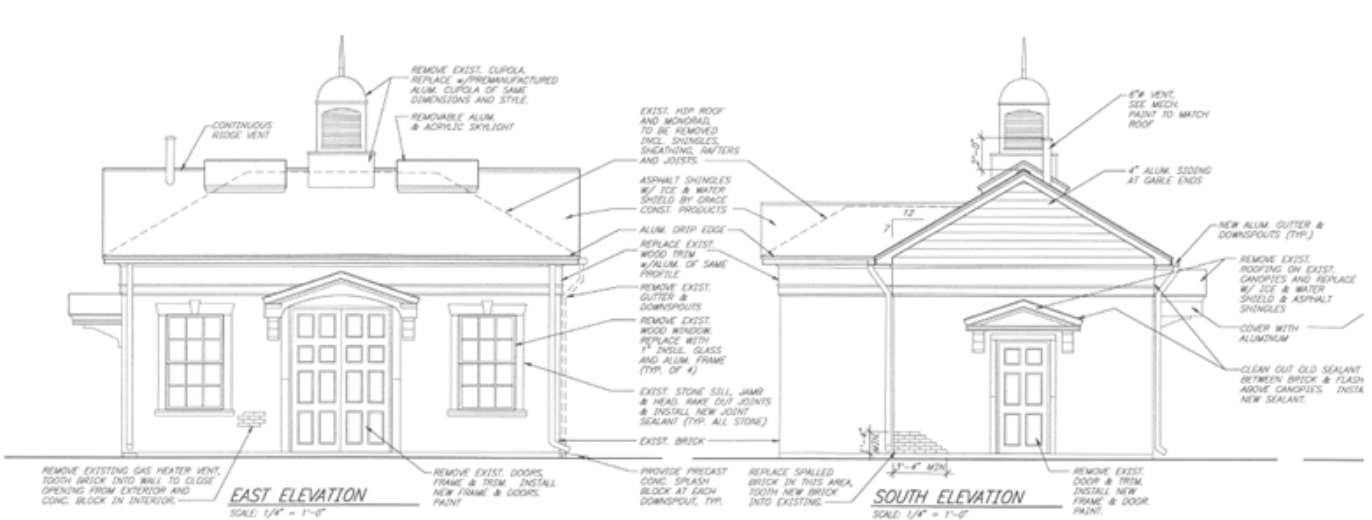 REMOVE EXIST. CUPOLA.
REPLACE w/PREMANUFACTURED
ALUM. CUPOLA OF SAME
DIMENSIONS AND STYLE.
CONTINUOUS
RIDGE VENT
REMOVABLE ALUM.
& ACRYLIC SKYLIGHT
EXIST. HIP ROOF
AND MONORAIL
TO BE REMOVED
INCL. SHINGLES,
SHEATHING, RAFTERS
AND JOISTS.
ASPHALT SHINGLES
W/ ICE & WATER
SHIELD BY GRACE
CONST. PRODUCTS
ALUM. DRIP EDGE
REPLACE EXIST.
WOOD TRIM
w/ALUM. OF SAME
PROFILE
REMOVE EXIST.
GUTTER &
DOWNSPOUTS
REMOVE EXIST.
WOOD WINDOW.
REPLACE WITH
1" INSUL. GLASS
AND ALUM. FRAME
(TYP. OF 4)
EXIST. STONE SILL, JAMB
& HEAD. RAKE OUT JOINTS
& INSTALL NEW JOINT
SEALANT (TYP. ALL STONE)
EXIST. BRICK
PROVIDE PRECAST
CONC. SPLASH
BLOCK AT EACH
DOWNSPOUT, TYP.
REMOVE EXISTING GAS HEATER VENT,
TOOTH BRICK INTO WALL TO CLOSE
OPENING FROM EXTERIOR AND
CONC. BLOCK IN INTERIOR.
EAST ELEVATION
SCALE: 1/4" = 1'-0"
REMOVE EXIST. DOORS,
FRAME & TRIM. INSTALL
NEW FRAME & DOORS.
PAINT
6"ø VENT,
SEE MECH.
PAINT TO MATCH
ROOF
2'-0"
4" ALUM. SIDING
AT GABLE ENDS
12
7
NEW ALUM. GUTTER &
DOWNSPOUTS (TYP.)
REMOVE EXIST.
ROOFING ON EXIST.
CANOPIES AND REPLACE
W/ ICE & WATER
SHIELD & ASPHALT
SHINGLES
COVER WITH
ALUMINUM
CLEAN OUT OLD SEALANT
BETWEEN BRICK & FLASH
ABOVE CANOPIES. INSTA
NEW SEALANT.
1'-4"
MIN
3'-4" MIN
REPLACE SPALLED
BRICK IN THIS AREA,
TOOTH NEW BRICK
INTO EXISTING.
SOUTH ELEVATION
SCALE: 1/4" = 1'-0"
REMOVE EXIST.
DOOR & TRIM.
INSTALL NEW
FRAME & DOOR.
PAINT.